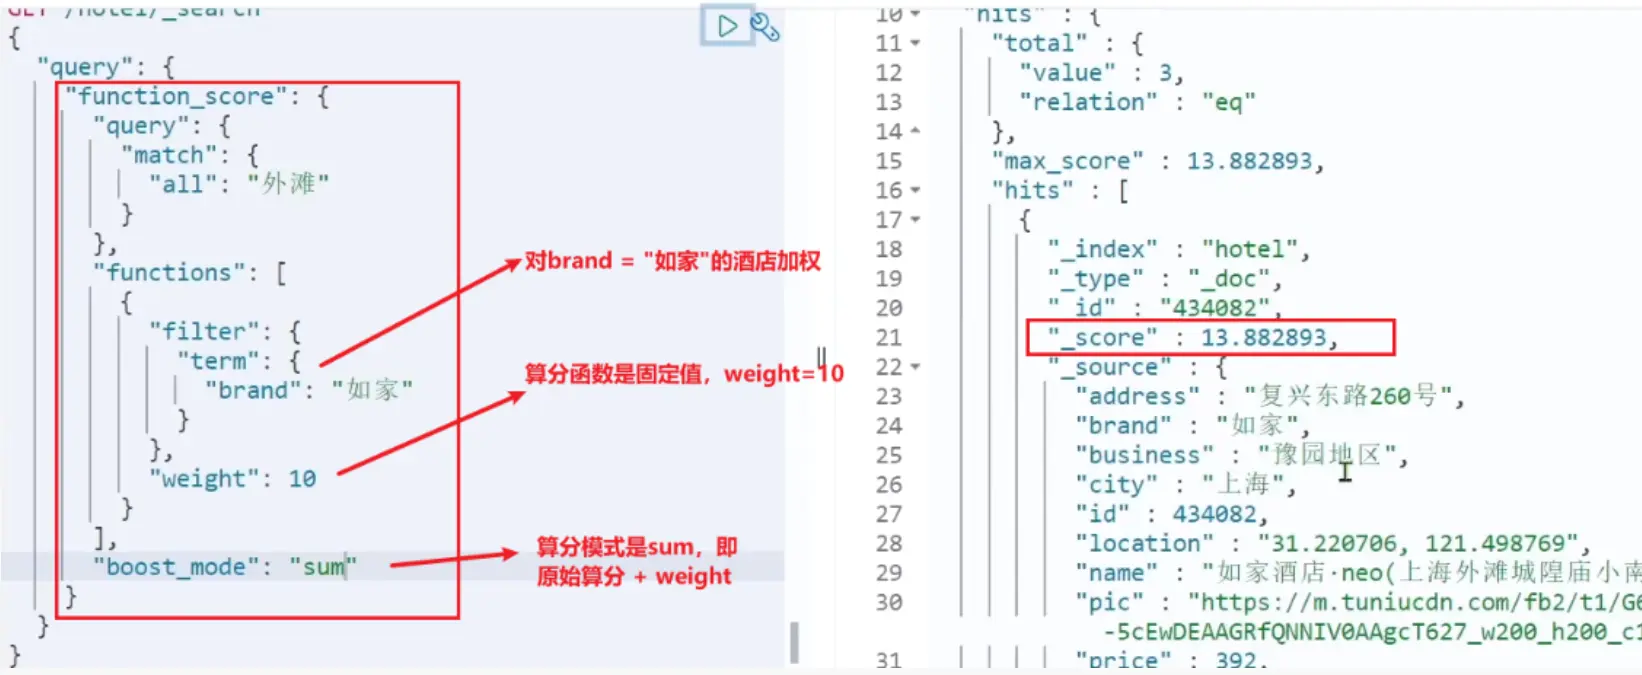 GET /hotel/_search
{
"query": {
"function_score": {
"query": {
"match": {
"all": "外滩"
}
},
"functions": [
{
"filter": {
"term": {
"brand": "如家"
}
},
"weight": 10
}
],
"boost_mode": "sum"
}
}
}
对brand = "如家"的酒店加权
算分函数是固定值，weight=10
算分模式是sum，即
原始算分 + weight
10 "hits" : {
11 "total" : {
12 "value" : 3,
13 "relation" : "eq"
14 },
15 "max_score" : 13.882893,
16 "hits" : [
17 {
18 "_index" : "hotel",
19 "_type" : "_doc",
20 "_id" : "434082",
21 "_score" : 13.882893,
22 "_source" : {
23 "address" : "复兴东路260号",
24 "brand" : "如家",
25 "business" : "豫园地区",
26 "city" : "上海",
27 "id" : 434082,
28 "location" : "31.220706, 121.498769",
29 "name" : "如家酒店·neo(上海外滩城隍庙小南
30 "pic" : "https://m.tuniucdn.com/fb2/t1/G6
-5cEwDEAAGRfQNNIV0AAgcT627_w200_h200_c1
31 "price" : 392,